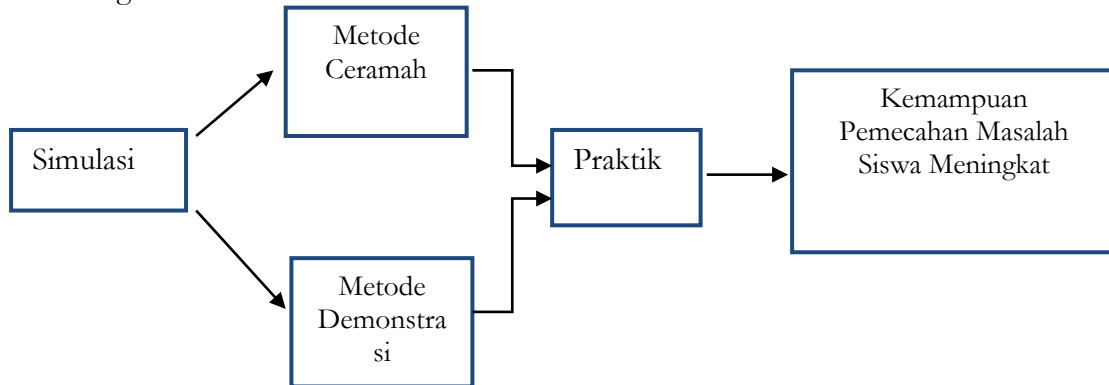 Simulasi
Metode
Ceramah
Metode
Demonstra
si
Praktik
Kemampuan
Pemecahan Masalah
Siswa Meningkat